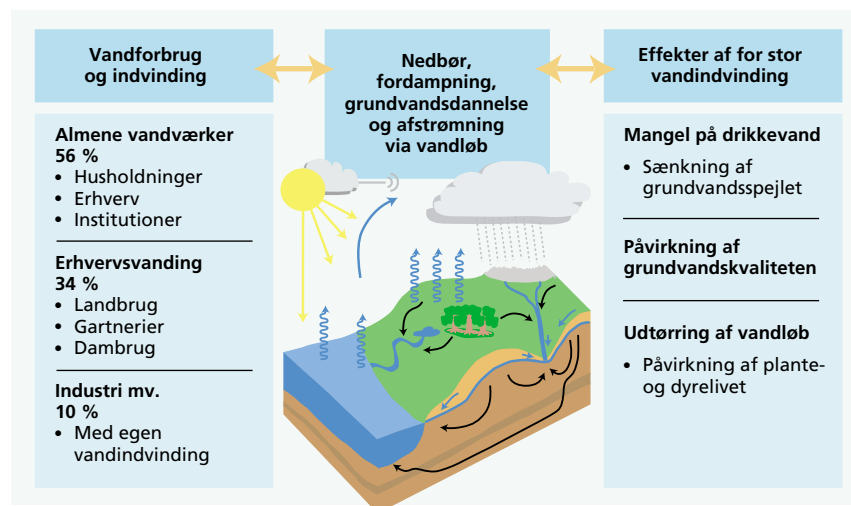 Vandforbrug
og indvinding
Nedbør,
fordampning,
grundvandsdannelse
og afstrømning
via vandløb
Effekter af for stor
vandindvinding
Almene vandværker
56 %
• Husholdninger
• Erhverv
• Institutioner
Erhvervsvanding
34 %
• Landbrug
• Gartnerier
• Dambrug
Industri mv.
10 %
• Med egen
vandindvinding
Mangel på drikkevand
• Sænkning af
grundvandsspejlet
Påvirkning af
grundvandskvaliteten
Udtørring af vandløb
• Påvirkning af plante-
og dyrelivet